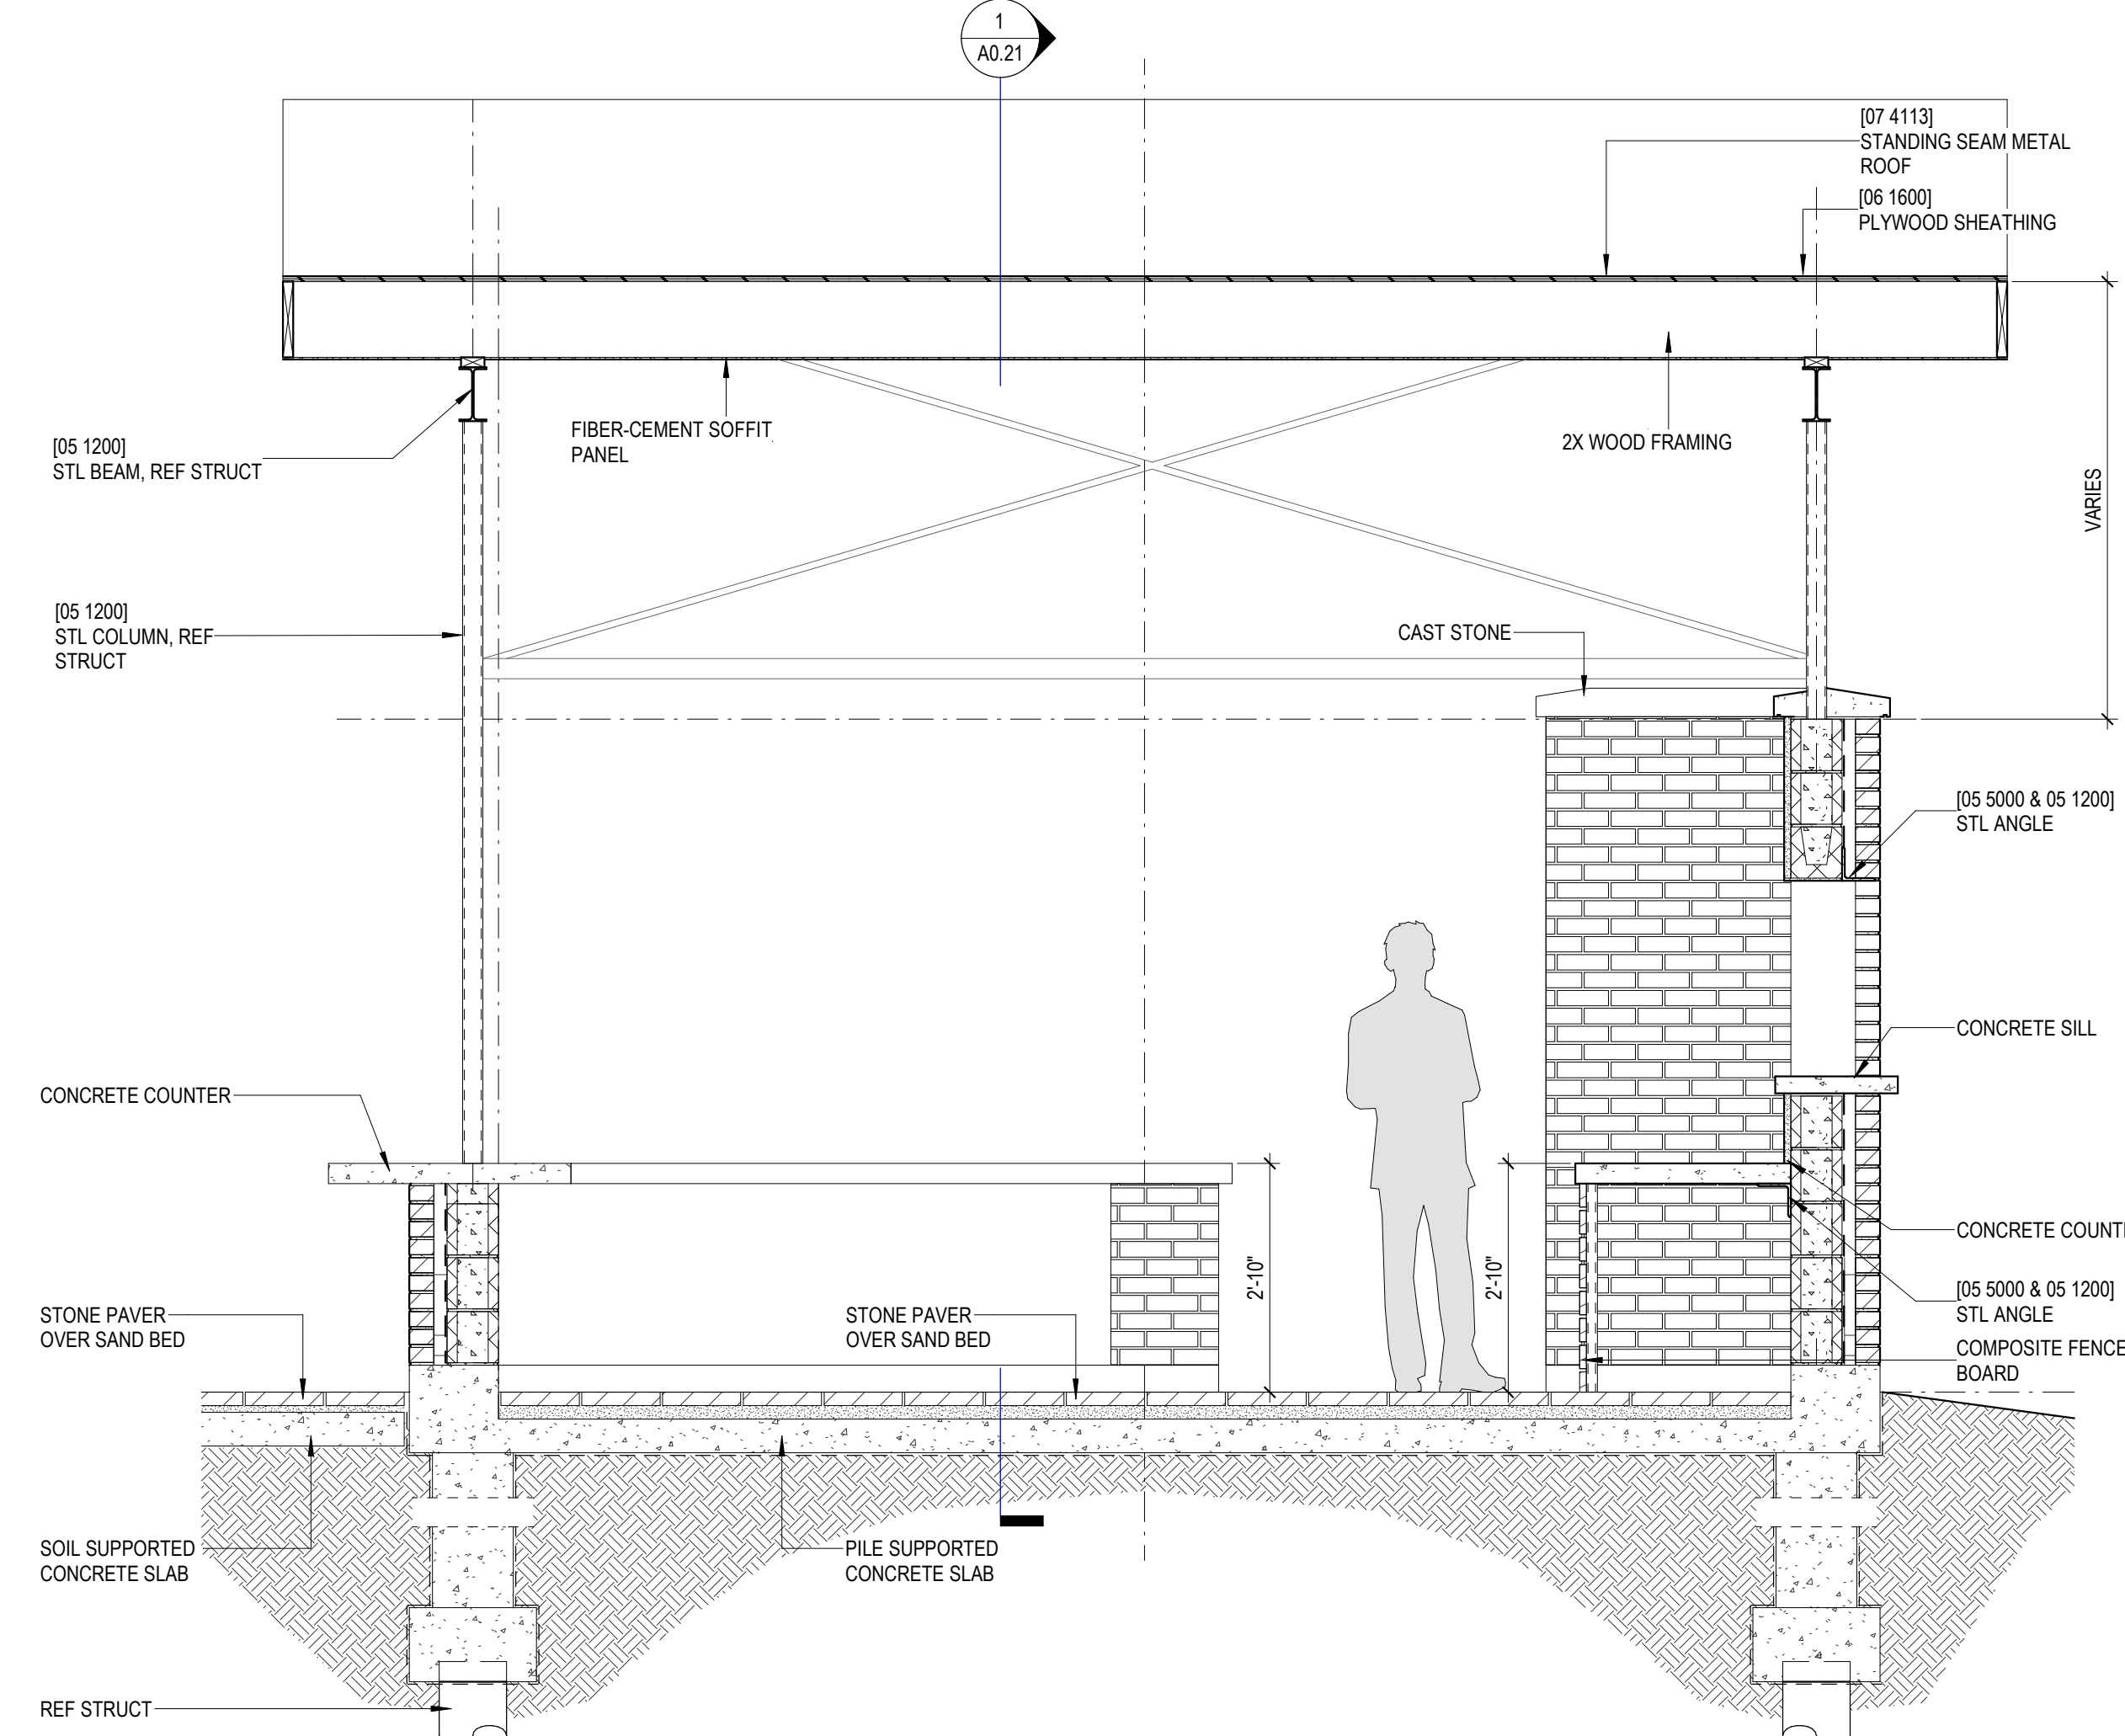 1
A0.21
[07 4113]
STANDING SEAM METAL
ROOF
[06 1600]
PLYWOOD SHEATHING
[05 1200]
STL BEAM, REF STRUCT
FIBER-CEMENT SOFFIT
PANEL
2X WOOD FRAMING
VARIES
[05 1200]
STL COLUMN, REF
STRUCT
CAST STONE
[05 5000 & 05 1200]
STL ANGLE
CONCRETE SILL
CONCRETE COUNTER
2'-10"
2'-10"
CONCRETE COUNT
[05 5000 & 05 1200]
STL ANGLE
STONE PAVER
OVER SAND BED
STONE PAVER
OVER SAND BED
COMPOSITE FENCE
BOARD
SOIL SUPPORTED
CONCRETE SLAB
PILE SUPPORTED
CONCRETE SLAB
REF STRUCT